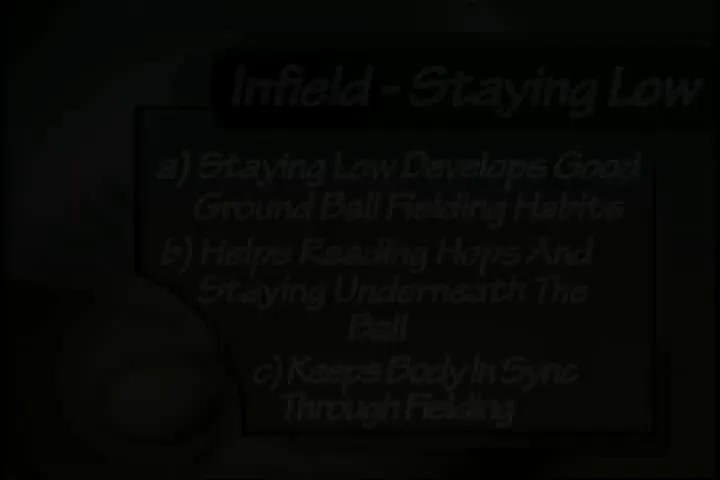 Infield - Staying Low
a) Staying Low Develops Good
Ground Ball Fielding Habits
b) Helps Reading Hops And
Staying Underneath The
Ball
c) Keeps Body In Sync
Through Fielding